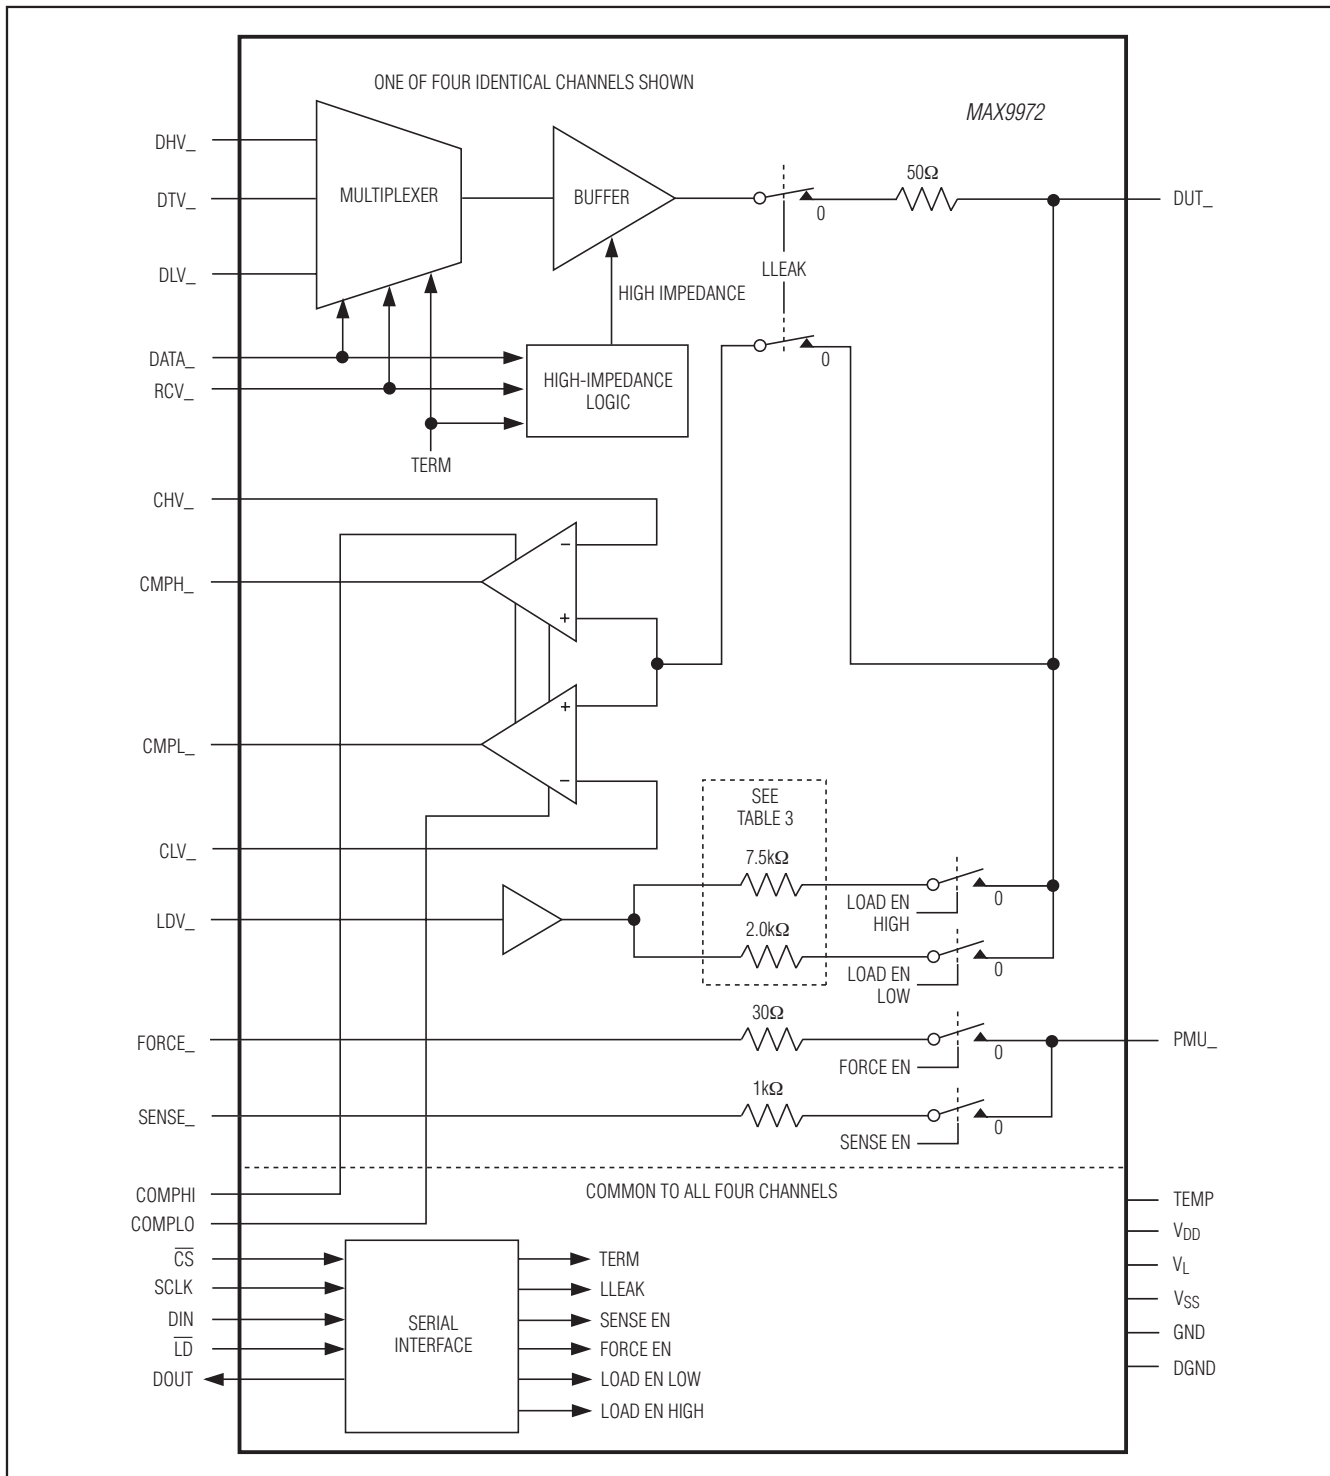 ONE OF FOUR IDENTICAL CHANNELS SHOWN
MAX9972
DHV_
DTV_
DLV_
MULTIPLEXER
BUFFER
50Ω
0
DUT_
LLEAK
HIGH IMPEDANCE
0
DATA_
RCV_
HIGH-IMPEDANCE
LOGIC
TERM
CHV_
−
CMPH_
+
+
CMPL_
−
CLV_
SEE
TABLE 3
7.5kΩ
LOAD EN
HIGH
0
LDV_
2.0kΩ
LOAD EN
LOW
0
30Ω
FORCE_
FORCE EN
0
PMU_
1kΩ
SENSE_
SENSE EN
0
COMMON TO ALL FOUR CHANNELS
COMPHI
COMPLO
C̅S̅
SCLK
DIN
L̅D̅
DOUT
SERIAL
INTERFACE
TERM
LLEAK
SENSE EN
FORCE EN
LOAD EN LOW
LOAD EN HIGH
TEMP
VDD
VL
VSS
GND
DGND